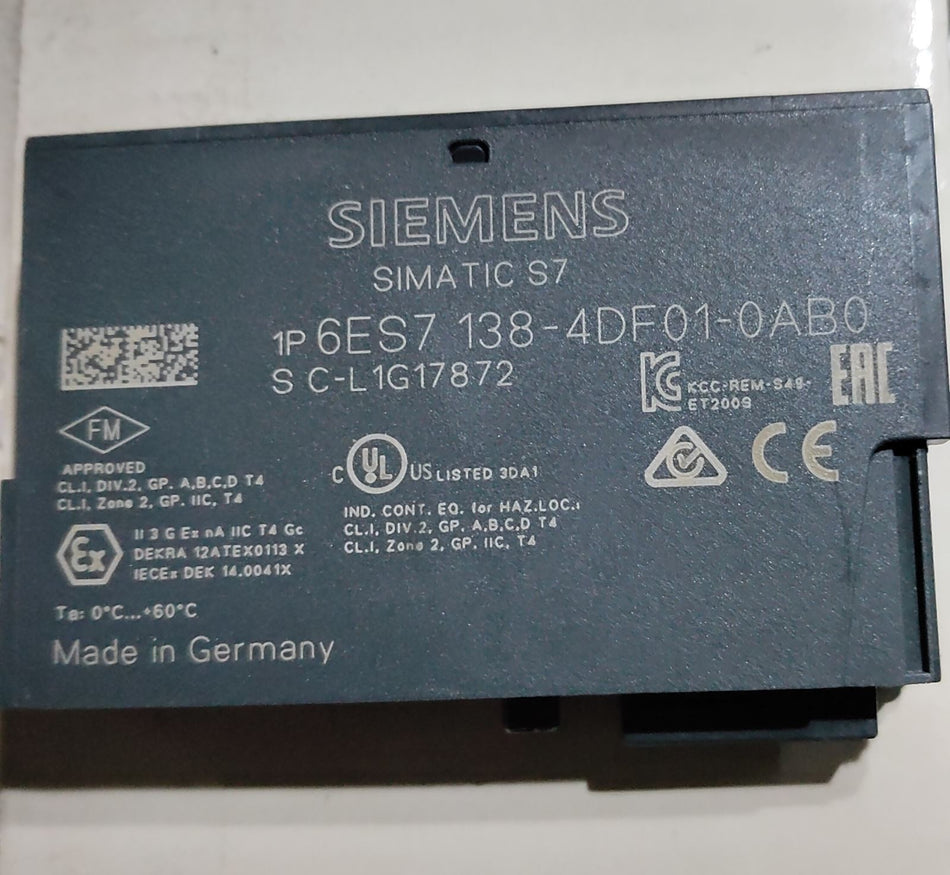 SIEMENS
SIMATIC S7
1P 6ES7 138-4DF01-0AB0
S C-L1G17872
KCC-REM-S49-
ET200S
EAC
FM
APPROVED
CL.I, DIV.2, GP. A,B,C,D T4
CL.I, Zone 2, GP. IIC, T4
C UL US LISTED 3DA1
IND. CONT. EQ. for HAZ.LOC.:
CL.I, DIV.2, GP. A,B,C,D T4
CL.I, Zone 2, GP. IIC, T4
CE
Ex
II 3 G Ex nA IIC T4 Gc
DEKRA 12ATEX0113 X
IECEx DEK 14.0041X
Ta: 0°C...+60°C
Made in Germany